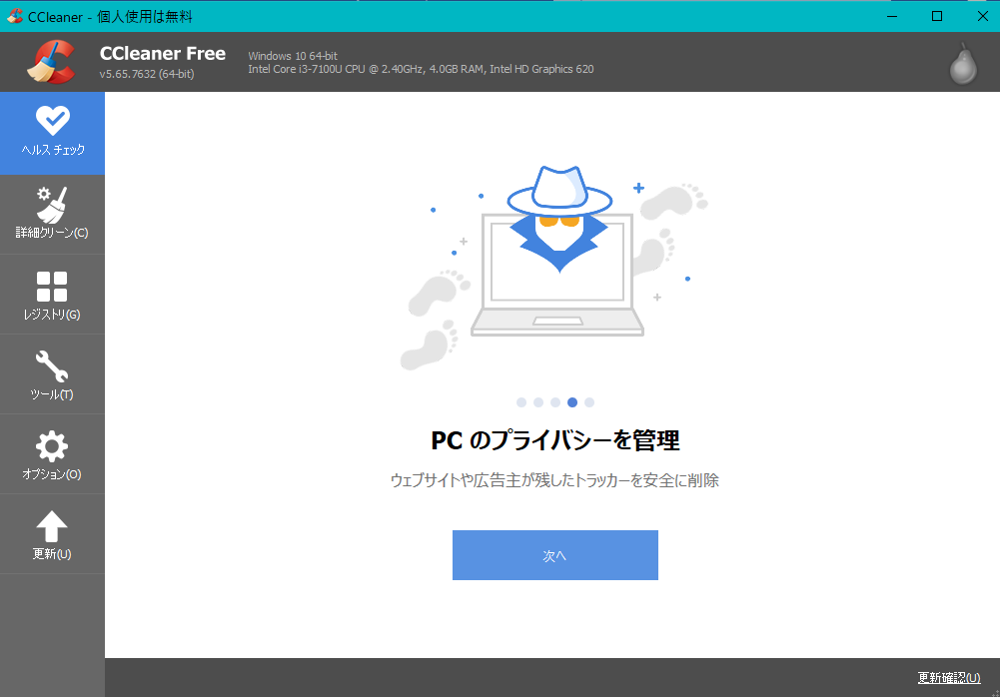 CCleaner - 個人使用は無料
CCleaner Free
v5.65.7632 (64-bit)
Windows 10 64-bit
Intel Core i3-7100U CPU @ 2.40GHz, 4.0GB RAM, Intel HD Graphics 620
ヘルス チェック
詳細クリーン(C)
レジストリ(G)
ツール(T)
オプション(O)
更新(U)
PC のプライバシーを管理
ウェブサイトや広告主が残したトラッカーを安全に削除
次へ
更新確認(U)